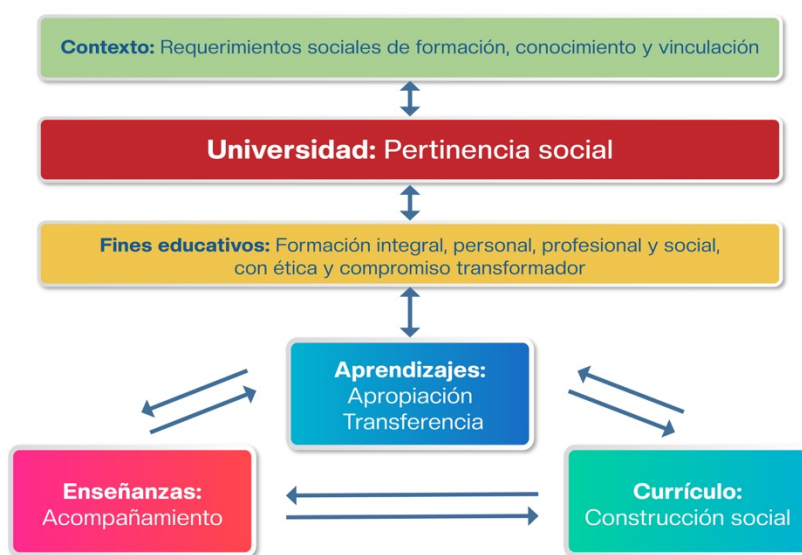 Contexto: Requerimientos sociales de formación, conocimiento y vinculación
Universidad: Pertinencia social
Fines educativos: Formación integral, personal, profesional y social,
con ética y compromiso transformador
Aprendizajes:
Apropiación
Transferencia
Enseñanzas:
Acompañamiento
Currículo:
Construcción social